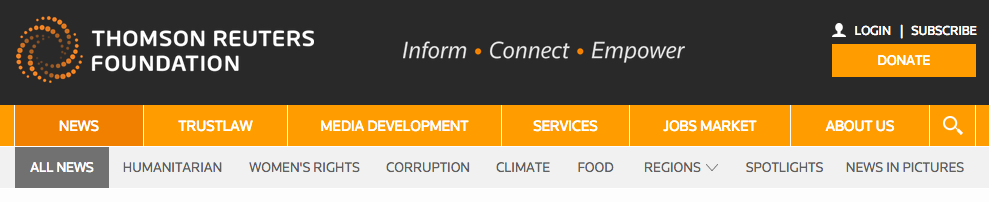 THOMSON REUTERS
FOUNDATION
Inform • Connect • Empower
LOGIN | SUBSCRIBE
DONATE
NEWS TRUSTLAW MEDIA DEVELOPMENT SERVICES JOBS MARKET ABOUT US
ALL NEWS HUMANITARIAN WOMEN'S RIGHTS CORRUPTION CLIMATE FOOD REGIONS SPOTLIGHTS NEWS IN PICTURES